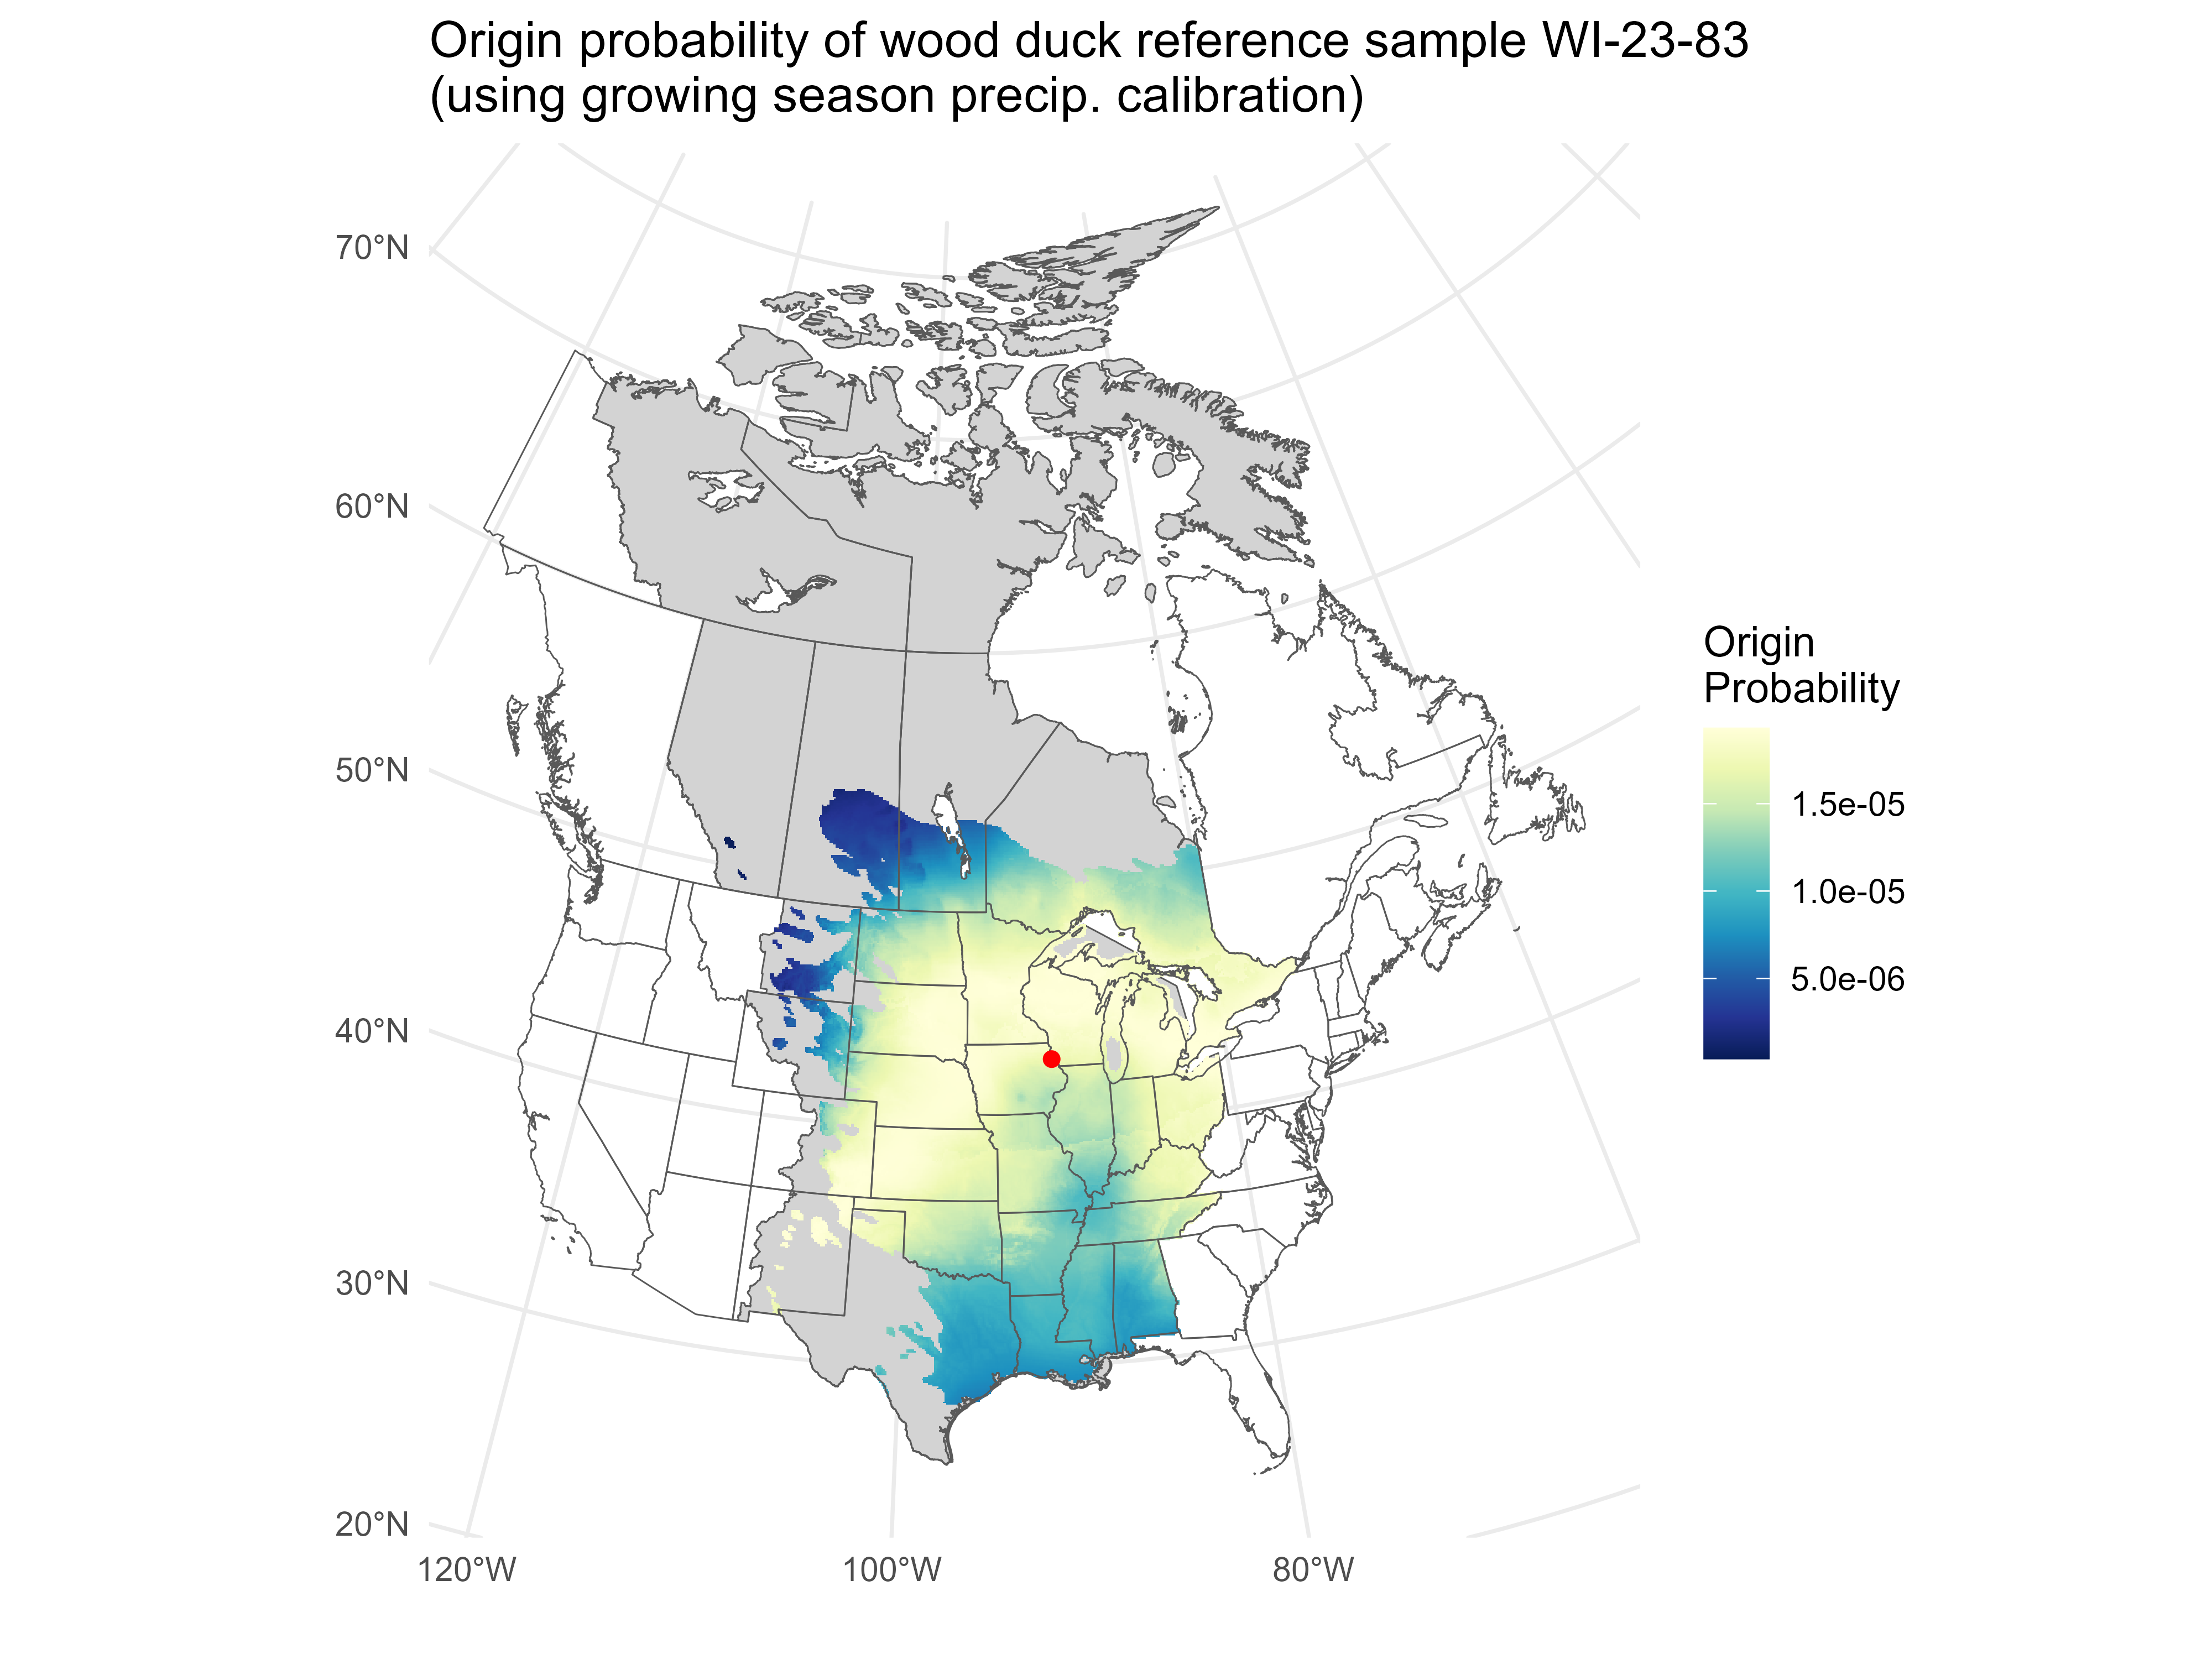 Origin probability of wood duck reference sample WI-23-83
(using growing season precip. calibration)
70°N
60°N
50°N
40°N
30°N
20°N
120°W
100°W
80°W
Origin
Probability
1.5e-05
1.0e-05
5.0e-06